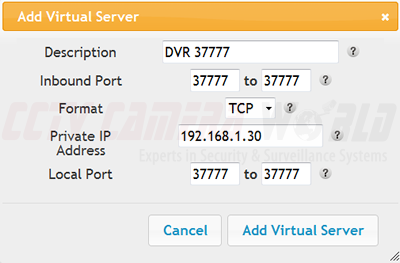 Add Virtual Server ×
Description DVR 37777 ?
Inbound Port 37777 to 37777 ?
Format TCP ?
Private IP Address 192.168.1.30 ?
Local Port 37777 to 37777 ?
CCTV CAMERA WORLD
Experts in Security & Surveillance Systems
Cancel Add Virtual Server